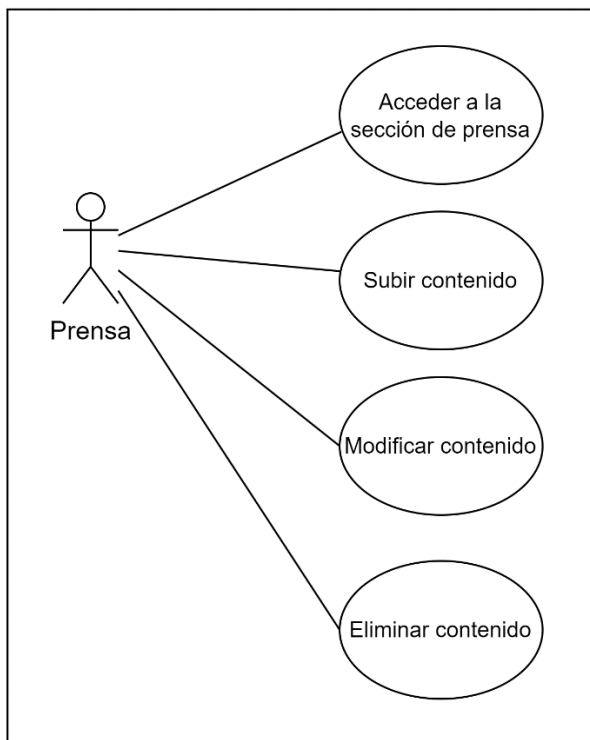 Acceder a la
sección de prensa
Subir contenido
Prensa
Modificar contenido
Eliminar contenido